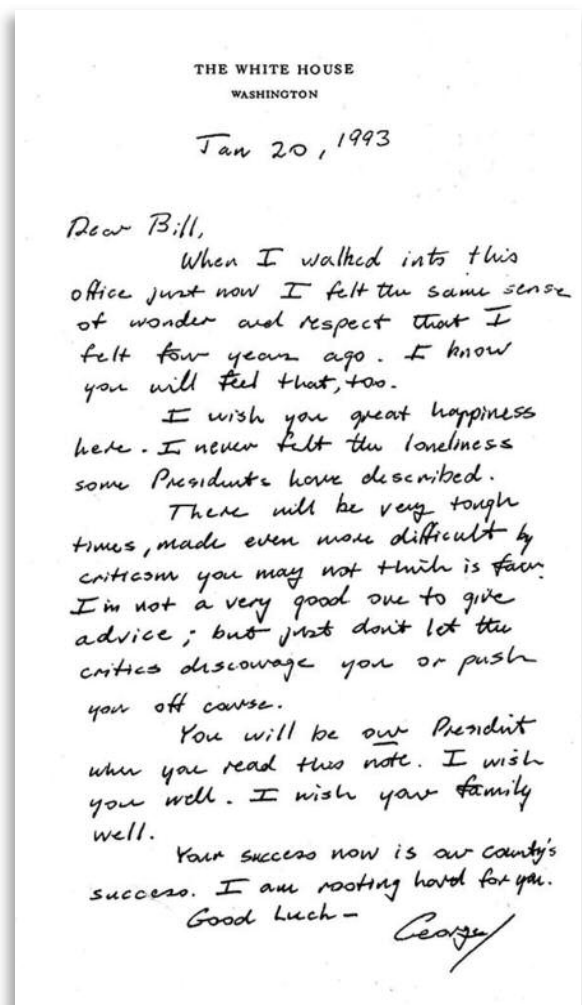 THE WHITE HOUSE
WASHINGTON
Jan 20, 1993
Dear Bill,
When I walked into this
office just now I felt the same sense
of wonder and respect that I
felt four years ago. I know
you will feel that, too.
I wish you great happiness
here. I never felt the loneliness
some Presidents have described.
There will be very tough
times, made even more difficult by
criticism you may not think is fair.
I'm not a very good one to give
advice; but just don't let the
critics discourage you or push
you off course.
You will be our President
when you read this note. I wish
you well. I wish your family
well.
Your success now is our county's
success. I am rooting hard for you.
Good Luck -
George